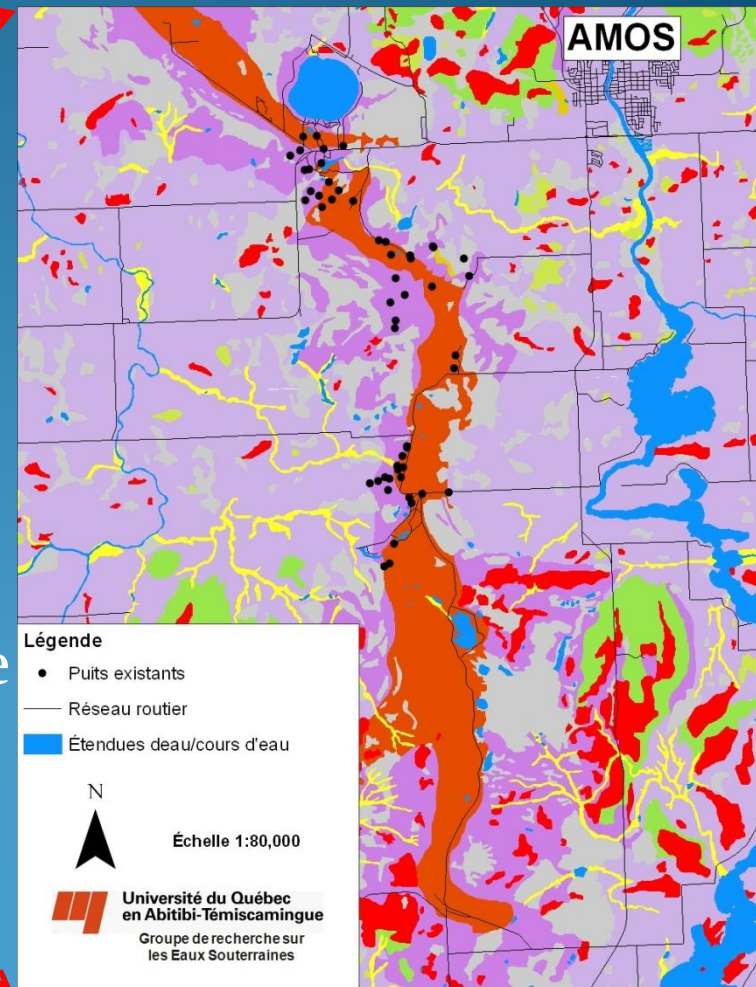 AMOS
e
Légende
Puits existants
Réseau routier
Étendues deau/cours d'eau
N
Échelle 1:80,000
Université du Québec
en Abitibi-Témiscamingue
Groupe de recherche sur
les Eaux Souterraines